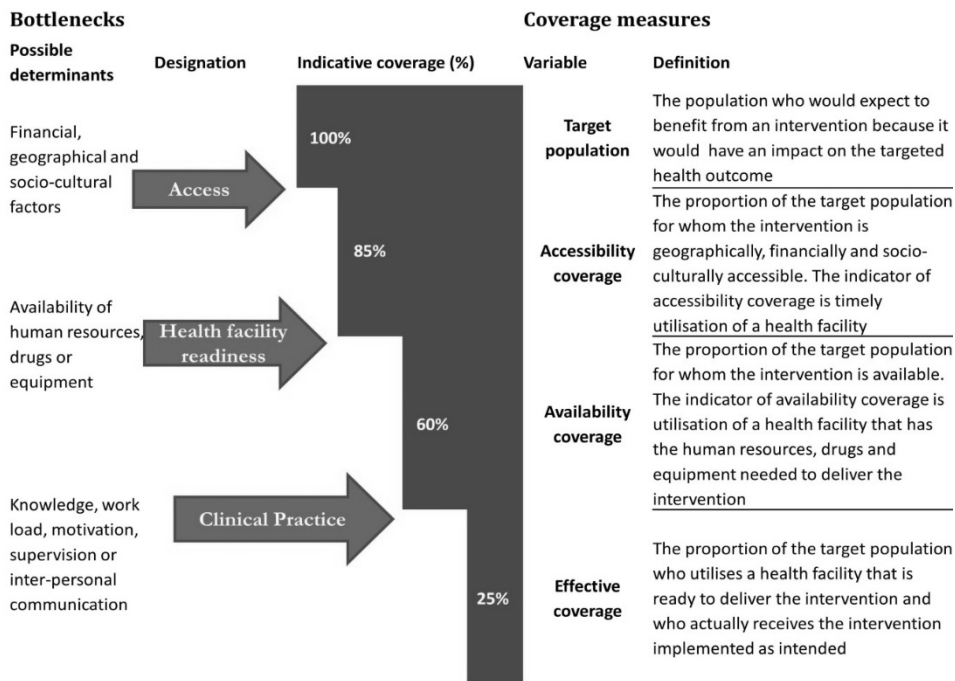 Bottlenecks
Coverage measures
Possible
determinants
Designation
Indicative coverage (%)
Variable
Definition
Financial,
geographical and
socio-cultural
factors
Access
100%
Target
population
The population who would expect to
benefit from an intervention because it
would have an impact on the targeted
health outcome
85%
Accessibility
coverage
The proportion of the target population
for whom the intervention is
geographically, financially and socio-
culturally accessible. The indicator of
accessibility coverage is timely
utilisation of a health facility
Availability of
human resources,
drugs or
equipment
Health facility
readiness
60%
Availability
coverage
The proportion of the target population
for whom the intervention is available.
The indicator of availability coverage is
utilisation of a health facility that has
the human resources, drugs and
equipment needed to deliver the
intervention
Knowledge, work
load, motivation,
supervision or
inter-personal
communication
Clinical Practice
25%
Effective
coverage
The proportion of the target population
who utilises a health facility that is
ready to deliver the intervention and
who actually receives the intervention
implemented as intended